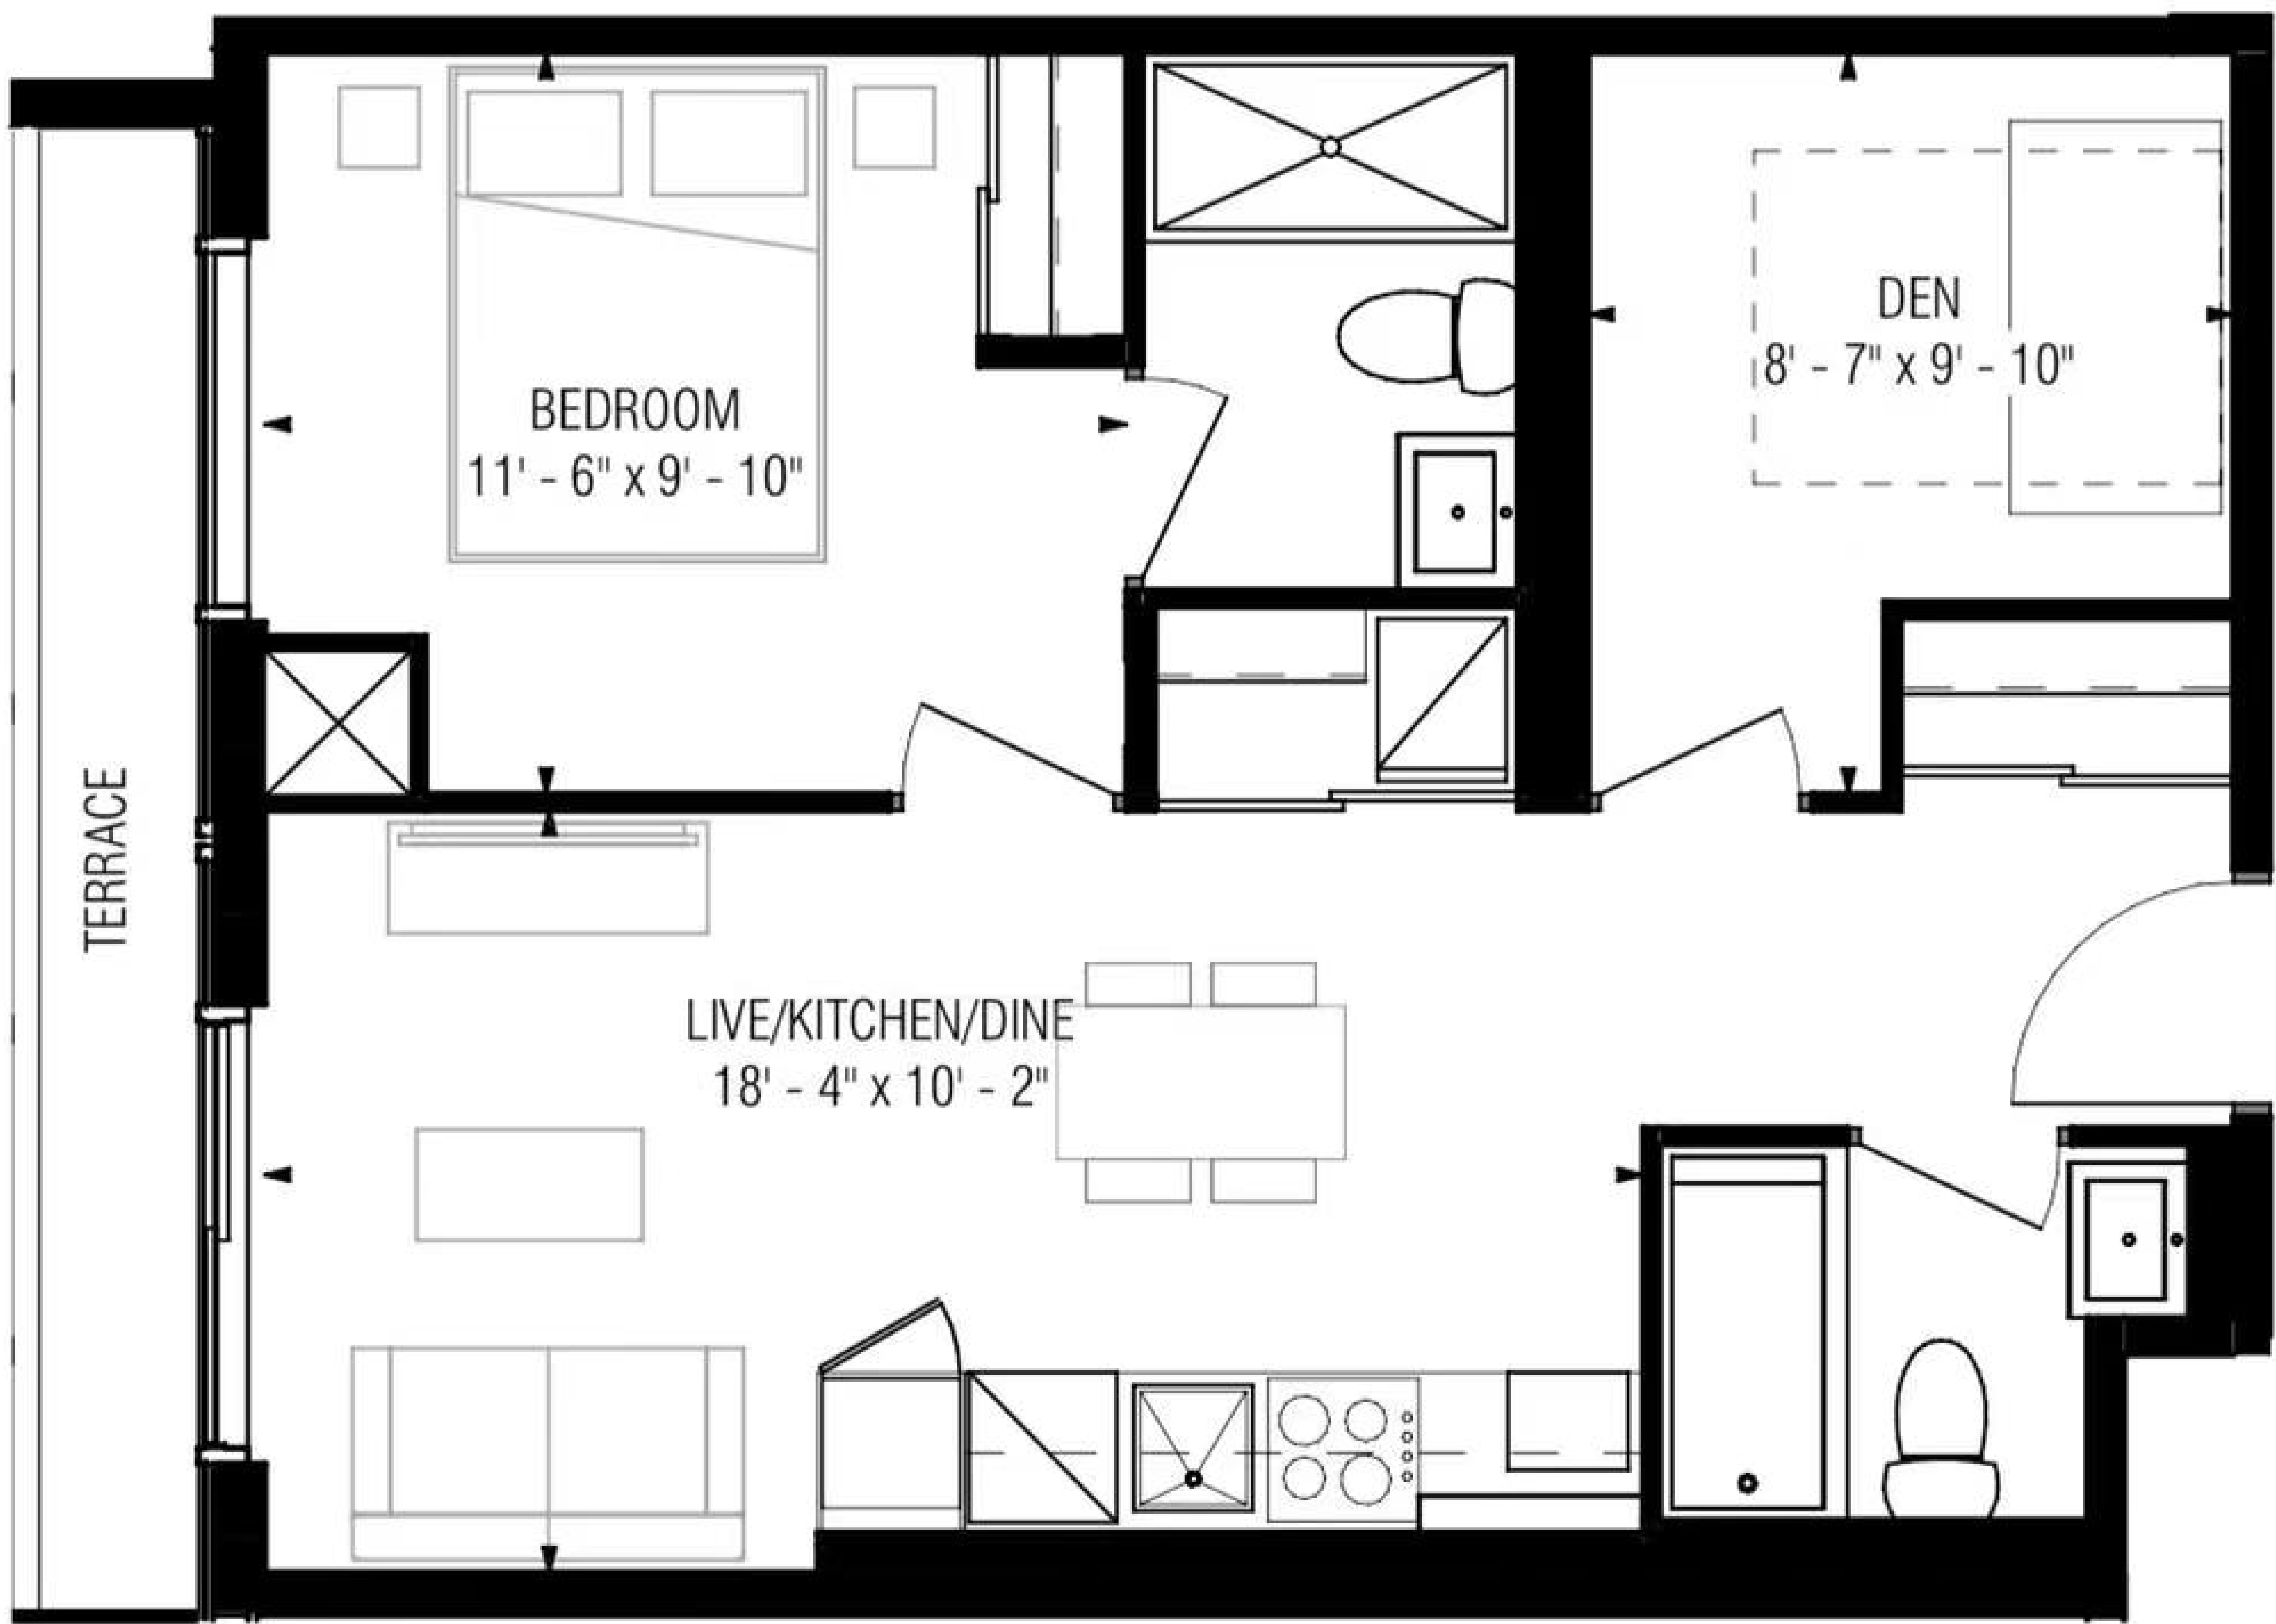 BEDROOM
11' - 6" x 9' - 10"
DEN
8' - 7" x 9' - 10"
TERRACE
LIVE/KITCHEN/DINE
18' - 4" x 10' - 2"